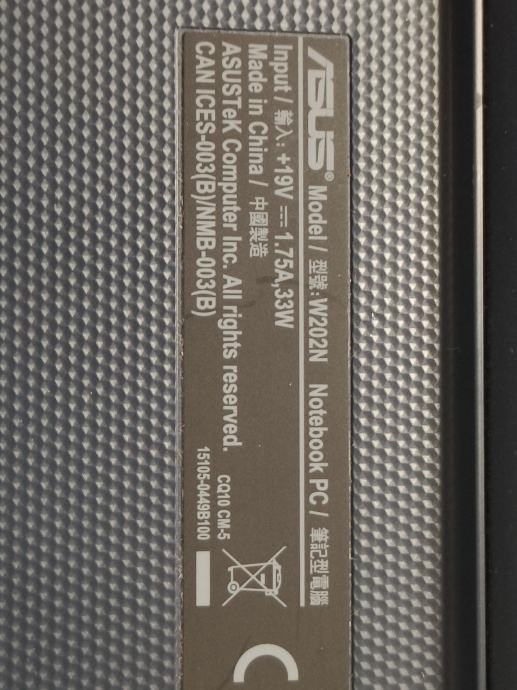 ASUS® Model / 型號: W202N Notebook PC / 筆記型電腦
Input / 輸入: +19V ⎓ 1.75A,33W
Made in China / 中國製造
ASUSTeK Computer Inc. All rights reserved.
CAN ICES-003(B)/NMB-003(B)
CQ10 CM-5
15105-0449B100